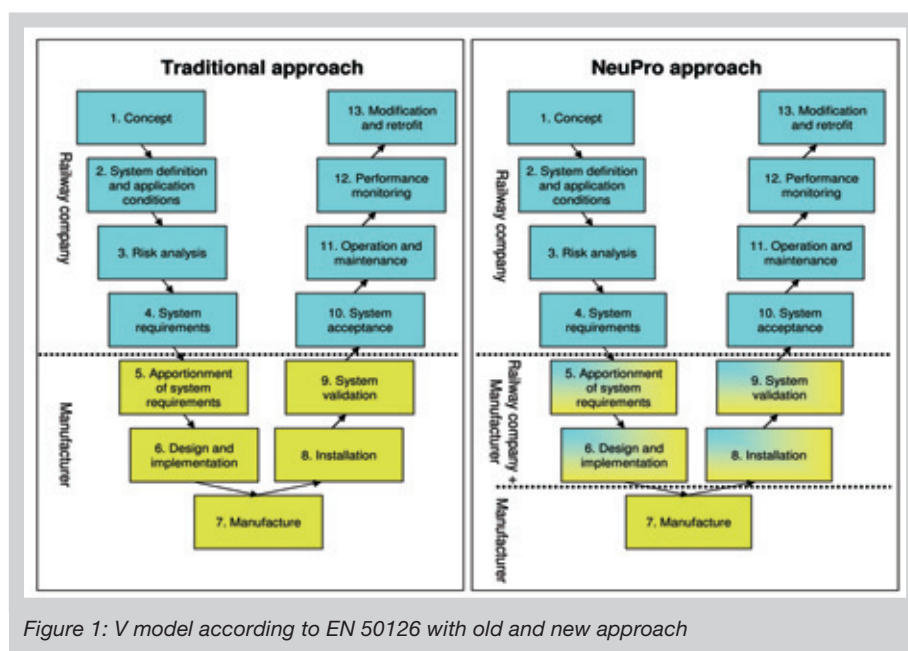 Traditional approach
1. Concept
2. System definition
and application
conditions
3. Risk analysis
4. System
requirements
5. Apportionment
of system
requirements
6. Design and
implementation
7. Manufacture
8. Installation
9. System
validation
10. System
acceptance
11. Operation and
maintenance
12. Performance
monitoring
13. Modification
and retrofit
Railway company
Manufacturer
NeuPro approach
1. Concept
2. System definition
and application
conditions
3. Risk analysis
4. System
requirements
5. Apportionment
of system
requirements
6. Design and
implementation
7. Manufacture
8. Installation
9. System
validation
10. System
acceptance
11. Operation and
maintenance
12. Performance
monitoring
13. Modification
and retrofit
Railway company
Railway company +
Manufacturer
Manufacturer
Figure 1: V model according to EN 50126 with old and new approach